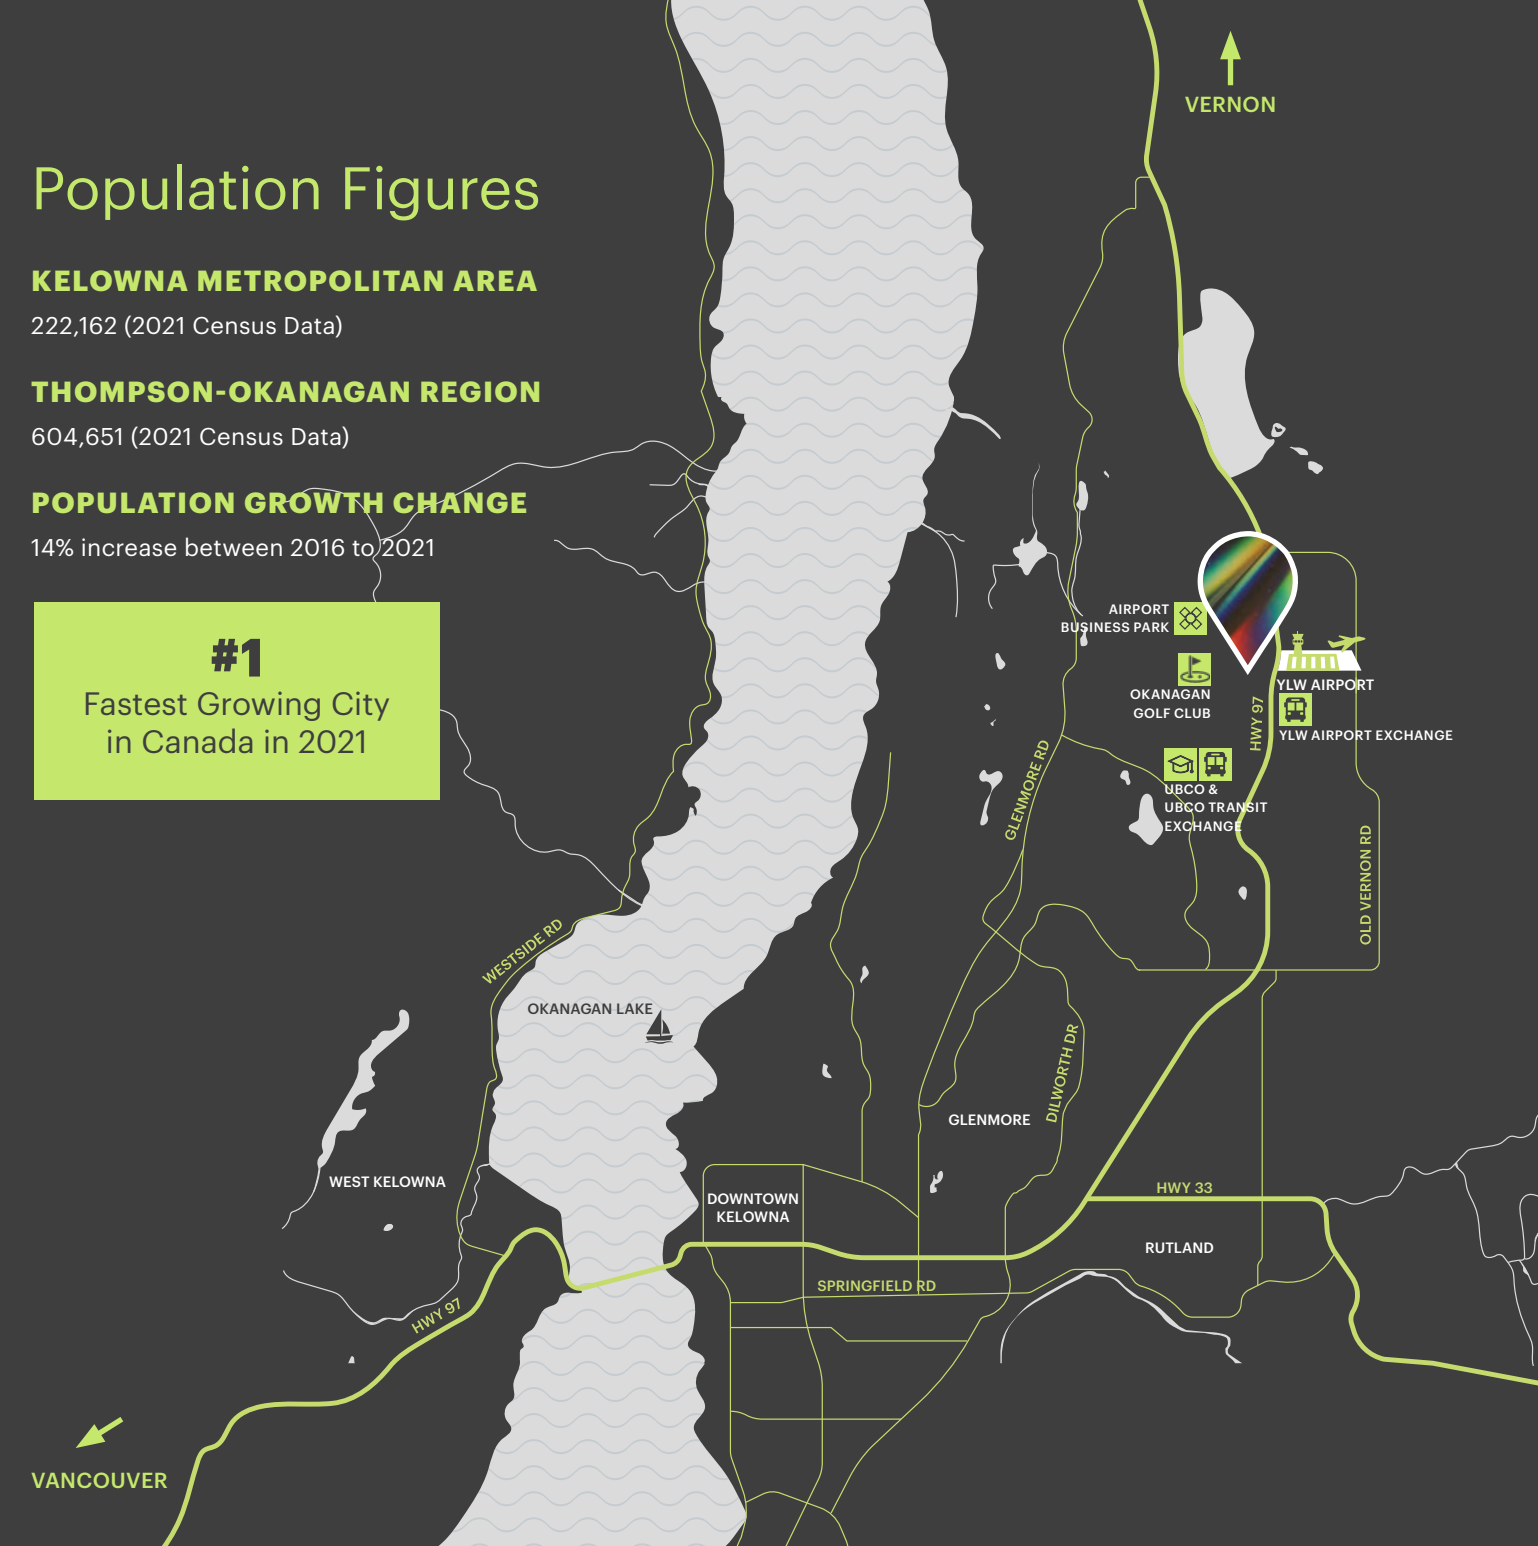 VERNON
Population Figures
KELOWNA METROPOLITAN AREA
222,162 (2021 Census Data)
THOMPSON-OKANAGAN REGION
604,651 (2021 Census Data)
POPULATION GROWTH CHANGE
14% increase between 2016 to 2021
#1
Fastest Growing City
in Canada in 2021
AIRPORT
BUSINESS PARK
OKANAGAN
GOLF CLUB
YLW AIRPORT
HWY 97
YLW AIRPORT EXCHANGE
UBCO &
UBCO TRANSIT
EXCHANGE
GLENMORE RD
OLD VERNON RD
WESTSIDE RD
OKANAGAN LAKE
DILWORTH DR
GLENMORE
WEST KELOWNA
DOWNTOWN
KELOWNA
HWY 33
RUTLAND
SPRINGFIELD RD
HWY 97
VANCOUVER